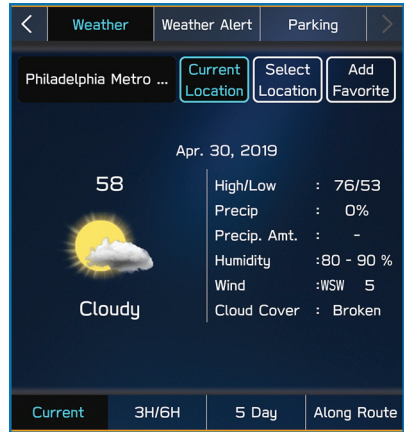 Weather Weather Alert Parking
Philadelphia Metro ... Current Location Select Location Add Favorite
Apr. 30, 2019
58
High/Low : 76/53
Precip : 0%
Precip. Amt. : -
Humidity :80 - 90 %
Wind :WSW 5
Cloud Cover : Broken
Cloudy
Current 3H/6H 5 Day Along Route